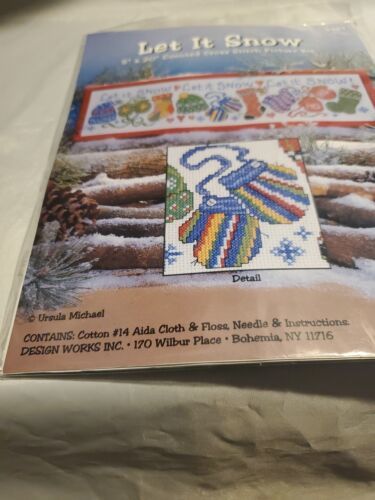 Let It Snow
8" x 20" Counted Cross Stitch Picture Kit
Let it Snow Let it Snow Let it Snow!
Detail
© Ursula Michael
CONTAINS: Cotton #14 Aida Cloth & Floss, Needle & Instructions.
DESIGN WORKS INC. • 170 Wilbur Place • Bohemia, NY 11716